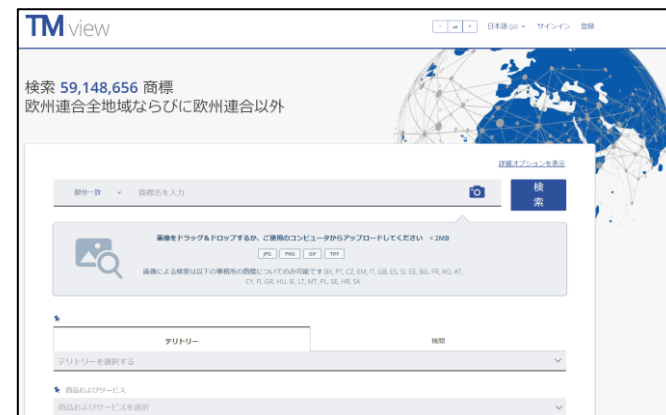 TM view
日本語 (ja) サインイン 登録
検索 59,148,656 商標
欧州連合全地域ならびに欧州連合以外
詳細オプションを表示
部分一致 商標名を入力
検索
画像をドラッグ&ドロップするか、ご使用のコンピュータからアップロードしてください < 2MB
JPG PNG GIF TIFF
画像による検索は以下の事務所の商標についてのみ可能です BX, PT, CZ, EM, IT, GB, ES, SI, EE, BG, FR, RO, AT,
CY, FI, GR, HU, IE, LT, MT, PL, SE, HR, SK
テリトリー 機関
テリトリーを選択する
商品およびサービス
商品およびサービスを選択